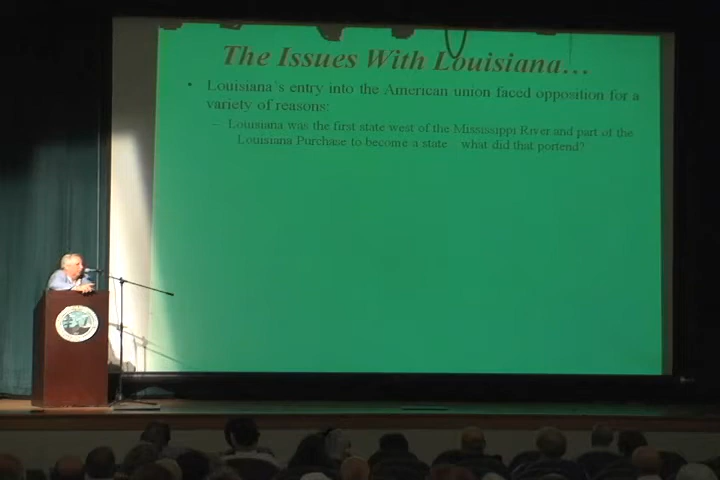 The Issues With Louisiana…
• Louisiana's entry into the American union faced opposition for a
variety of reasons:
– Louisiana was the first state west of the Mississippi River and part of the
Louisiana Purchase to become a state – what did that portend?